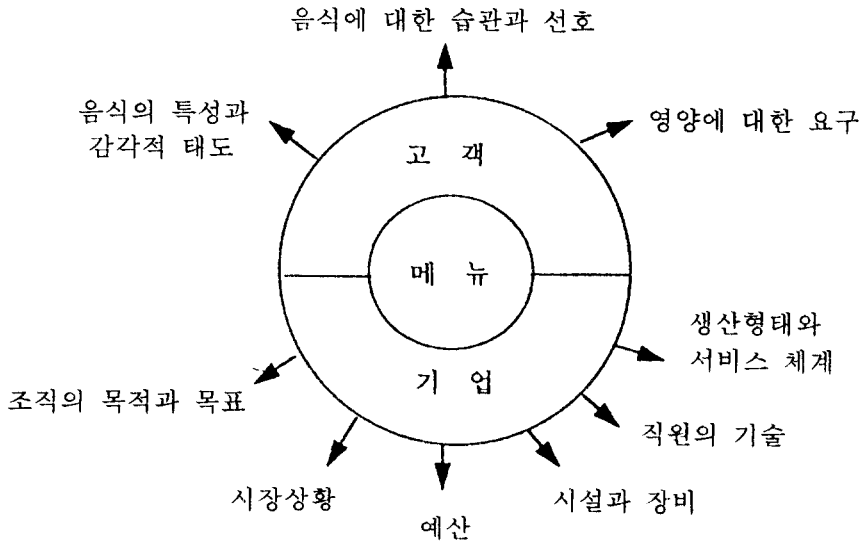 음식에 대한 습관과 선호
음식의 특성과
감각적 태도
영양에 대한 요구
고 객
메 뉴
기 업
생산형태와
서비스 체계
조직의 목적과 목표
직원의 기술
시장상황
시설과 장비
예산